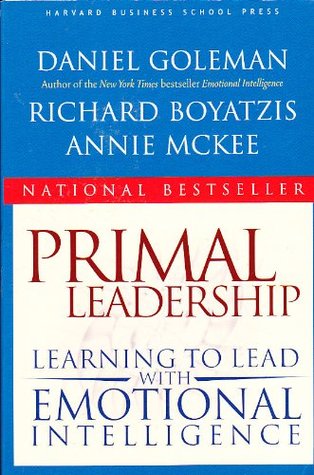 HARVARD BUSINESS SCHOOL PRESS
DANIEL GOLEMAN
Author of the New York Times bestseller Emotional Intelligence
RICHARD BOYATZIS
ANNIE MCKEE
NATIONAL BESTSELLER
PRIMAL
LEADERSHIP
LEARNING TO LEAD
WITH
EMOTIONAL
INTELLIGENCE